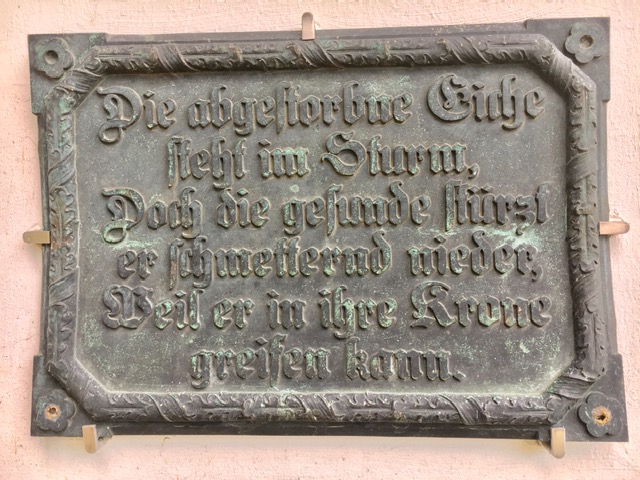 Die abgestorbne Eiche
steht im Sturm,
Doch die gesunde stürzt
er schmetternd nieder,
Weil er in ihre Krone
greifen kann.